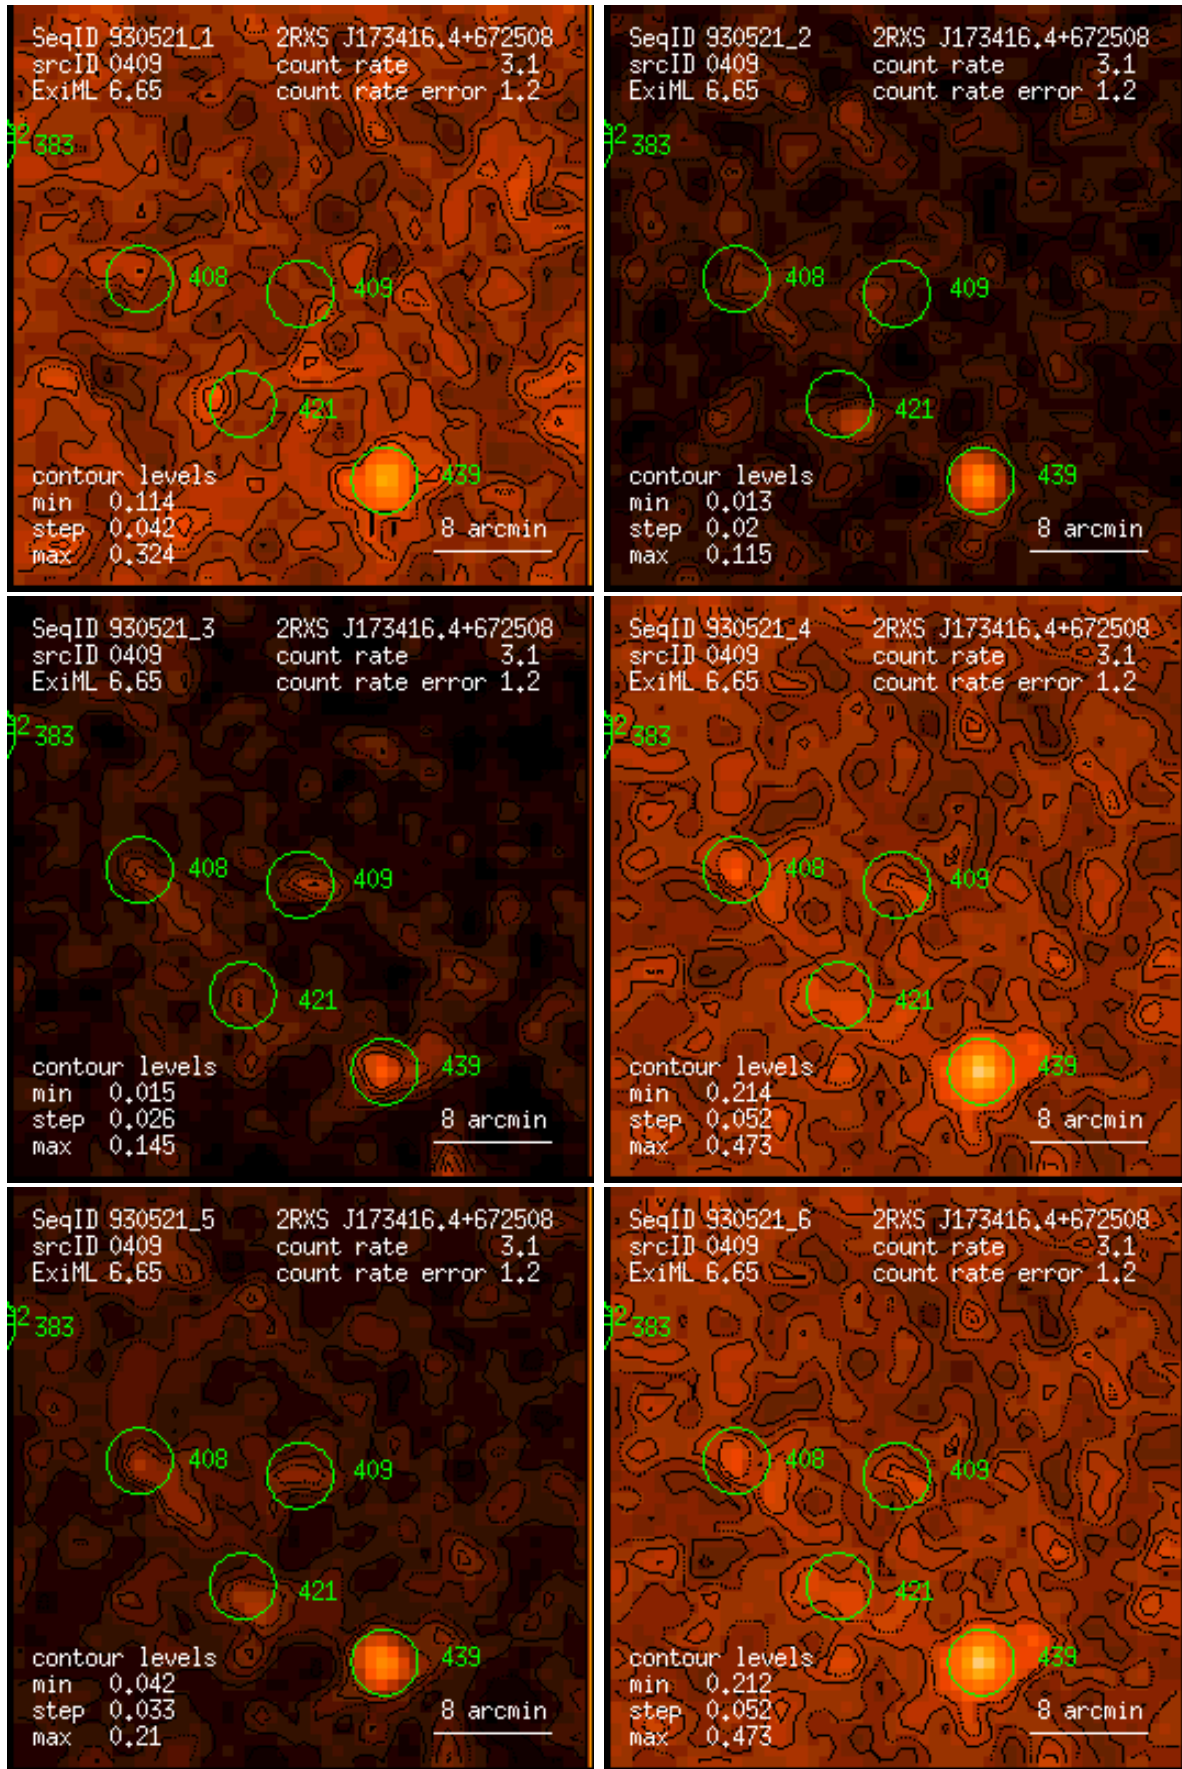 SeqID 930521_1 2RXS J173416.4+672508
srcID 0409 count rate 3.1
ExiML 6.65 count rate error 1.2
2 383
408
409
421
439
contour levels
min 0.114
step 0.042
max 0.324
8 arcmin
SeqID 930521_2 2RXS J173416.4+672508
srcID 0409 count rate 3.1
ExiML 6.65 count rate error 1.2
2 383
408
409
421
439
contour levels
min 0.013
step 0.02
max 0.115
8 arcmin
SeqID 930521_3 2RXS J173416.4+672508
srcID 0409 count rate 3.1
ExiML 6.65 count rate error 1.2
2 383
408
409
421
439
contour levels
min 0.015
step 0.026
max 0.145
8 arcmin
SeqID 930521_4 2RXS J173416.4+672508
srcID 0409 count rate 3.1
ExiML 6.65 count rate error 1.2
2 383
408
409
421
439
contour levels
min 0.214
step 0.052
max 0.473
8 arcmin
SeqID 930521_5 2RXS J173416.4+672508
srcID 0409 count rate 3.1
ExiML 6.65 count rate error 1.2
2 383
408
409
421
439
contour levels
min 0.042
step 0.033
max 0.21
8 arcmin
SeqID 930521_6 2RXS J173416.4+672508
srcID 0409 count rate 3.1
ExiML 6.65 count rate error 1.2
2 383
408
409
421
439
contour levels
min 0.212
step 0.052
max 0.473
8 arcmin